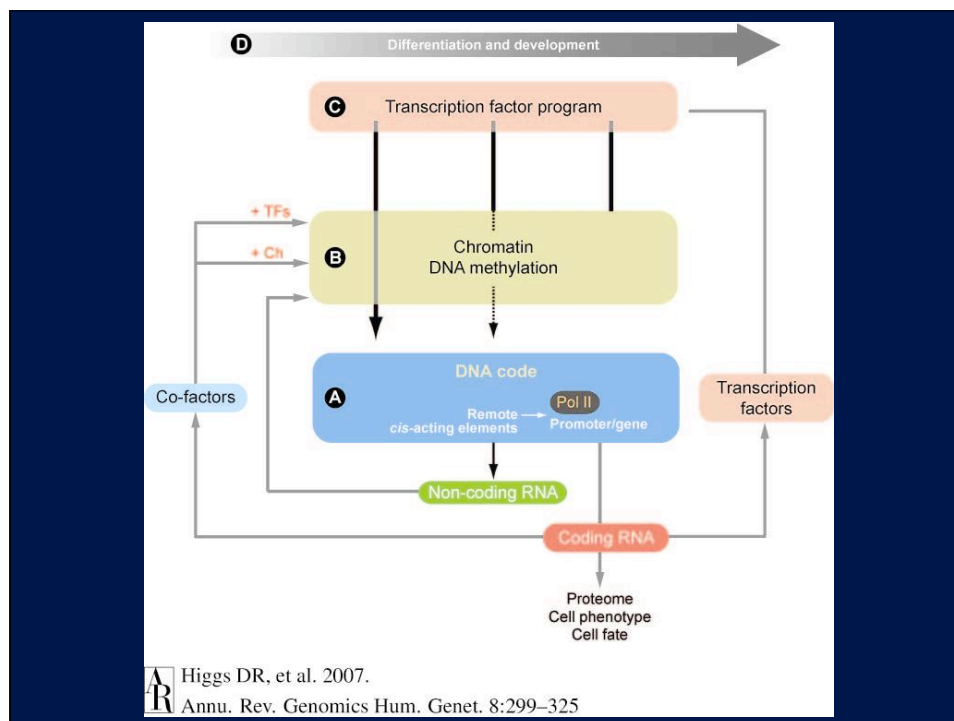 D Differentiation and development
C Transcription factor program
+ TFs
+ Ch
B
Chromatin
DNA methylation
DNA code
A
Pol II
Remote
cis-acting elements
Promoter/gene
Co-factors
Transcription
factors
Non-coding RNA
Coding RNA
Proteome
Cell phenotype
Cell fate
AR
Higgs DR, et al. 2007.
Annu. Rev. Genomics Hum. Genet. 8:299–325